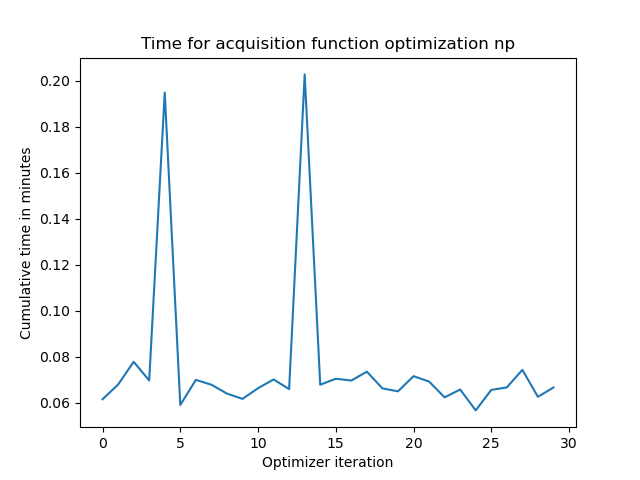 Time for acquisition function optimization np
Cumulative time in minutes
0.20
0.18
0.16
0.14
0.12
0.10
0.08
0.06
0 5 10 15 20 25 30
Optimizer iteration